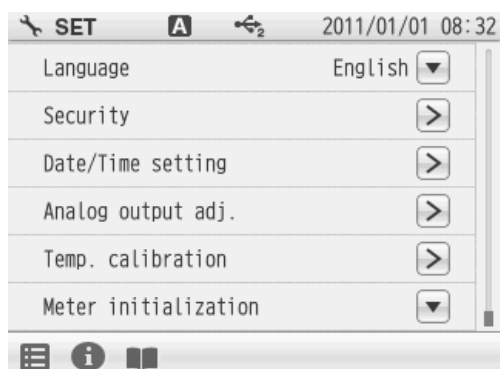 SET A 2 2011/01/01 08:32
Language English
Security
Date/Time setting
Analog output adj.
Temp. calibration
Meter initialization